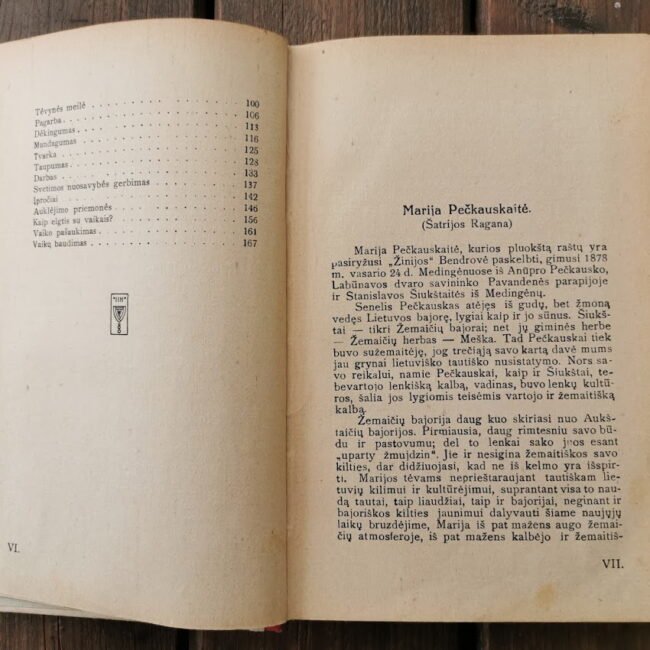 Tėvynės meilė . . . . . . . . . . . . . . . . 100
Pagarba . . . . . . . . . . . . . . . . 106
Dėkingumas . . . . . . . . . . . . . . . . 113
Mandagumas . . . . . . . . . . . . . . . . 116
Tvarka . . . . . . . . . . . . . . . . 125
Taupumas . . . . . . . . . . . . . . . . 128
Darbas . . . . . . . . . . . . . . . . 133
Svetimos nuosavybės gerbimas . . . . . . . . . 137
Įpročiai . . . . . . . . . . . . . . . . 142
Auklėjimo priemonės . . . . . . . . . . . . 146
Kaip elgtis su vaikais? . . . . . . . . . . . . 156
Vaiko pašaukimas . . . . . . . . . . . . 161
Vaikų baudimas . . . . . . . . . . . . 167
VI.
Marija Pečkauskaitė.
(Šatrijos Ragana)
Marija Pečkauskaitė, kurios pluokštą raštų yra
pasiryžusi „Žinijos" Bendrovė paskelbti, gimusi 1878
m. vasario 24 d. Medingėnuose iš Anūpro Pečkausko,
Labūnavos dvaro savininko Pavandenės parapijoje
ir Stanislavos Šiukštaitės iš Medingėnų.
Senelis Pečkauskas atėjęs iš gudų, bet žmoną
vedęs Lietuvos bajorę, lygiai kaip ir jo sūnus. Šiukš-
tai — tikri Žemaičių bajorai; net jų giminės herbe
— Žemaičių herbas — Meška. Tad Pečkauskai tiek
buvo sužemaitėję, jog trečiąją savo kartą davė mums
jau grynai lietuviško tautiško nusistatymo. Nors sa-
vo reikalui, namie Pečkauskai, kaip ir Šiukštai, te-
bevartojo lenkišką kalbą, vadinas, buvo lenkų kultū-
ros, šalia jos lygiomis teisėmis vartojo ir žemaitišką
kalbą.
Žemaičių bajorija daug kuo skiriasi nuo Aukš-
taičių bajorijos. Pirmiausia, daug rimtesniu savo bū-
du ir pastovumu; del to lenkai sako juos esant
„uparty żmujdzin". Jie ir nesigina žemaitiškos savo
kilties, dar didžiuojasi, kad ne iš kelmo yra išspir-
ti. Marijos tėvams neprieštaraujant tautiškam lie-
tuvių kilimui ir kultūrėjimui, suprantant visa to nau-
dą tautai, taip liaudžiai, taip ir bajorijai, neginant ir
bajoriškos kilties jaunimui dalyvauti šiame naujųjų
laikų bruzdėjime, Marija iš pat mažens augo žemai-
čių atmosferoje, iš pat mažens kalbėjo ir žemaitiš-
VII.